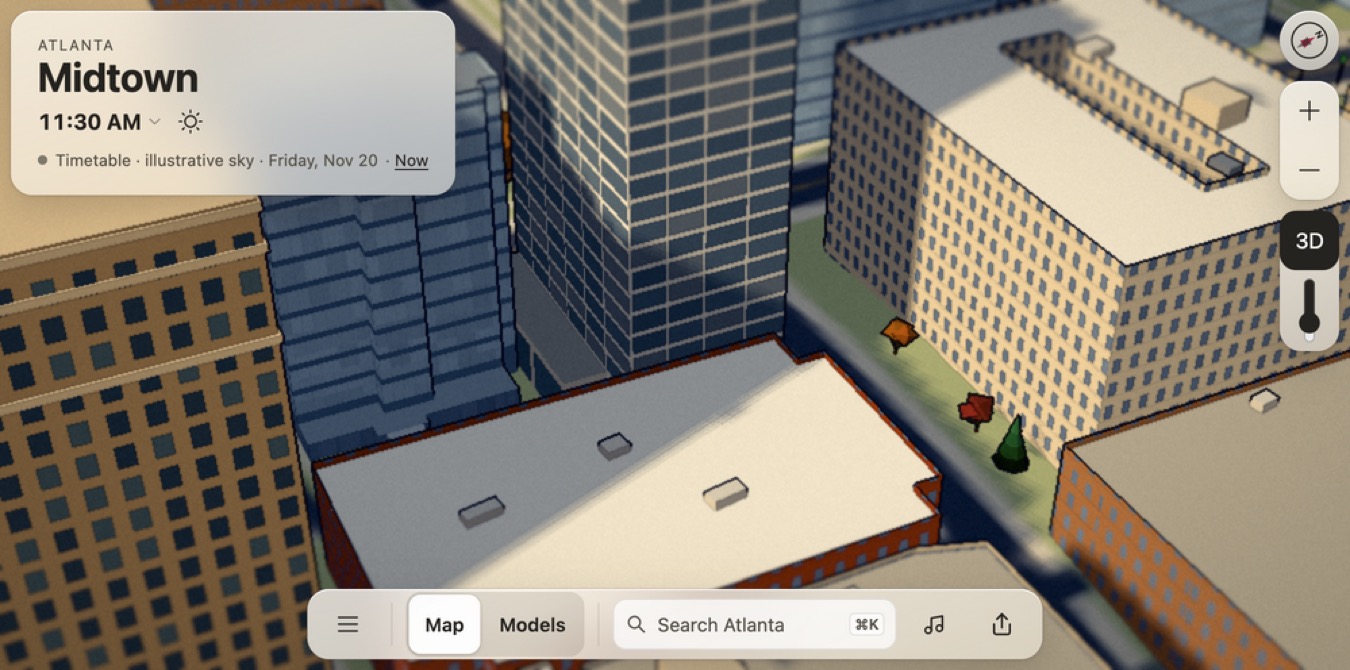 ATLANTA
Midtown
11:30 AM
Timetable · illustrative sky · Friday, Nov 20 · Now
N
+
−
3D
Map
Models
Search Atlanta
⌘K